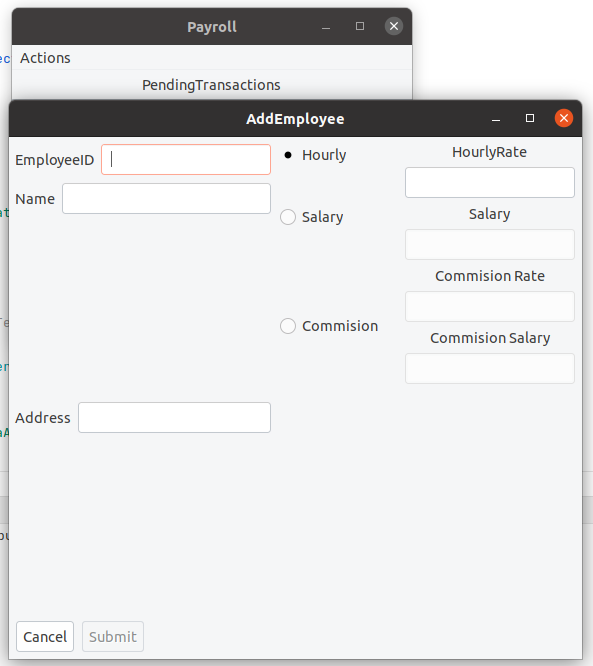 Payroll
Actions
PendingTransactions
AddEmployee
EmployeeID
Name
Address
Hourly
Salary
Commision
HourlyRate
Salary
Commision Rate
Commision Salary
Cancel Submit